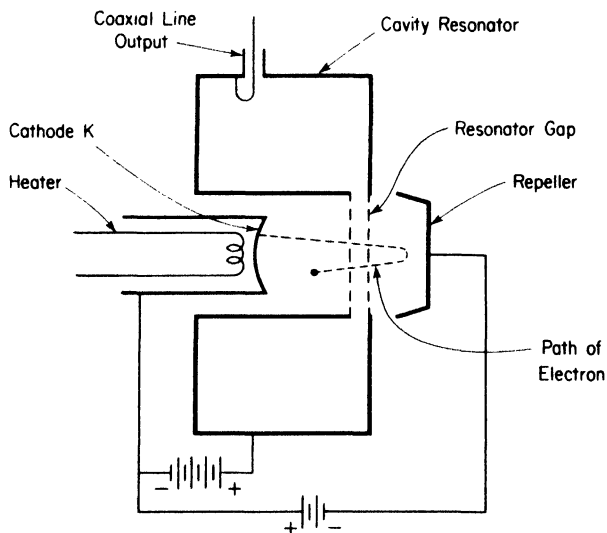 Coaxial Line
Output
Cavity Resonator
Cathode K
Resonator Gap
Heater
Repeller
Path of
Electron
- +
+ -